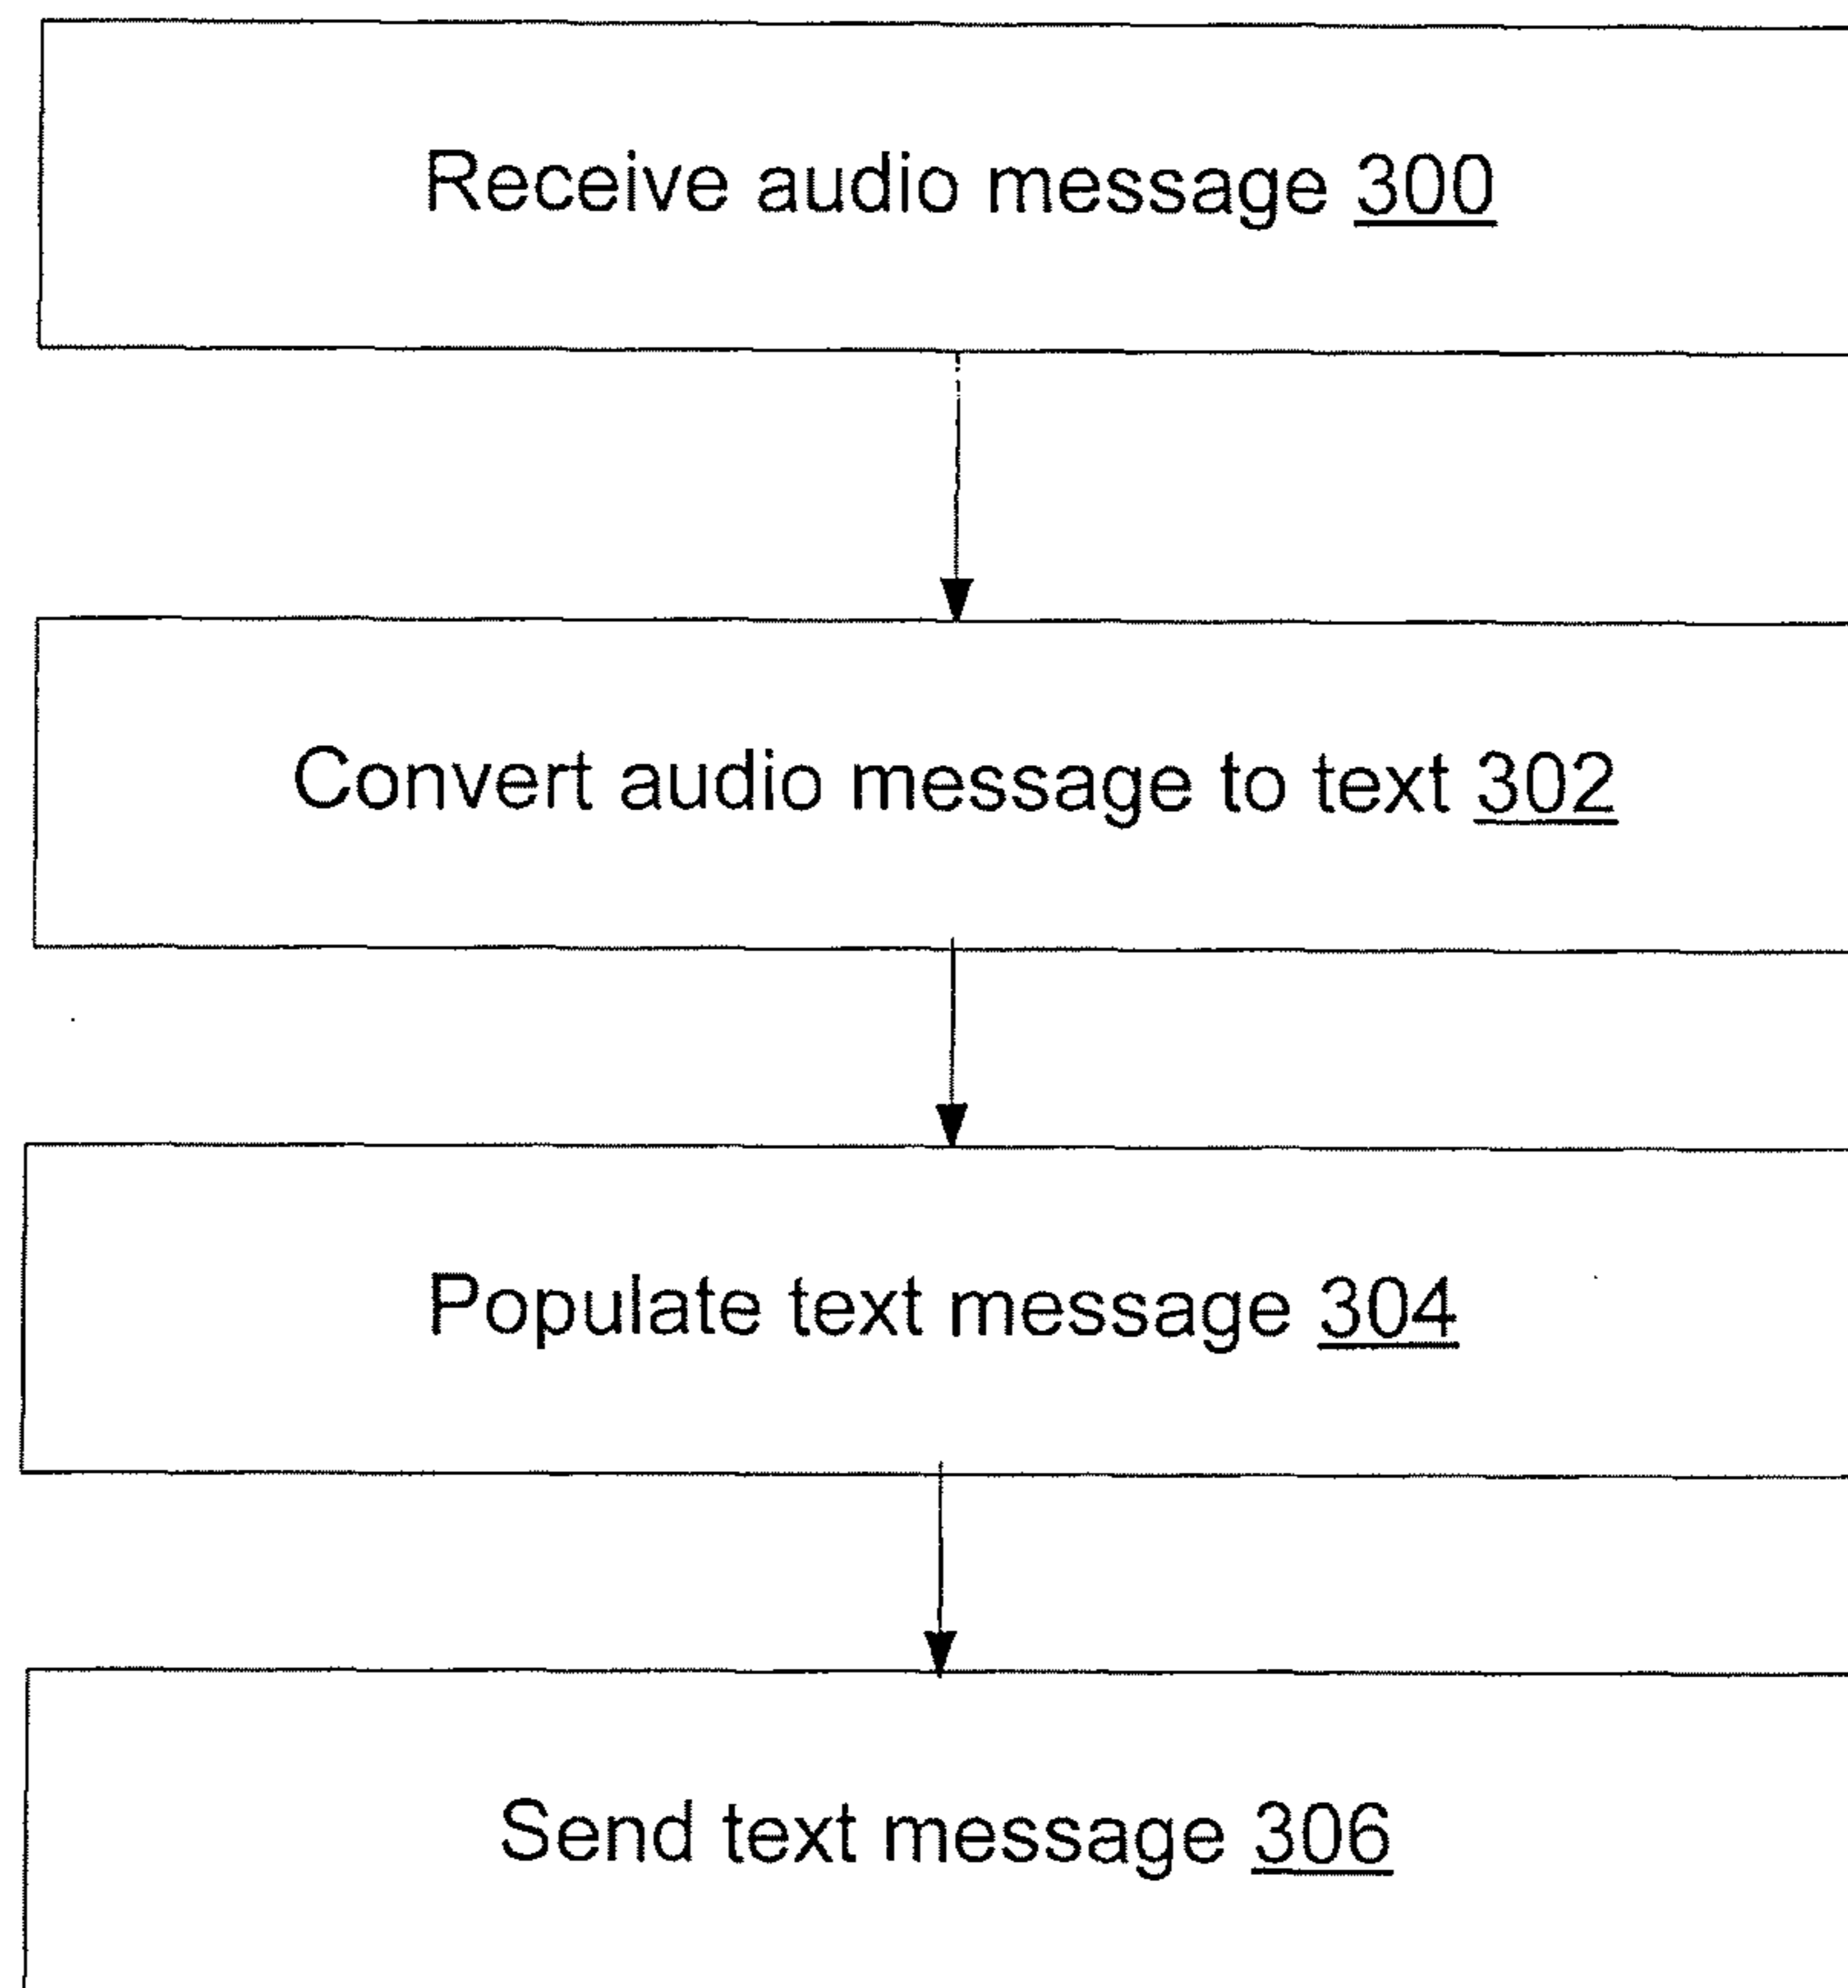 Receive audio message 300
Convert audio message to text 302
Populate text message 304
Send text message 306